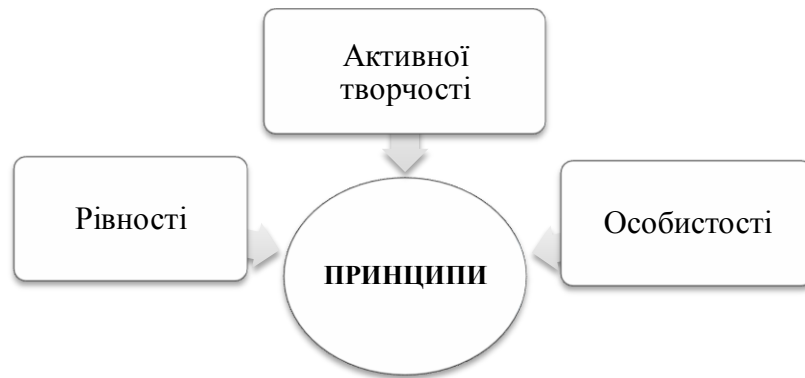 Активної
творчості
Рівності
Особистості
ПРИНЦИПИ